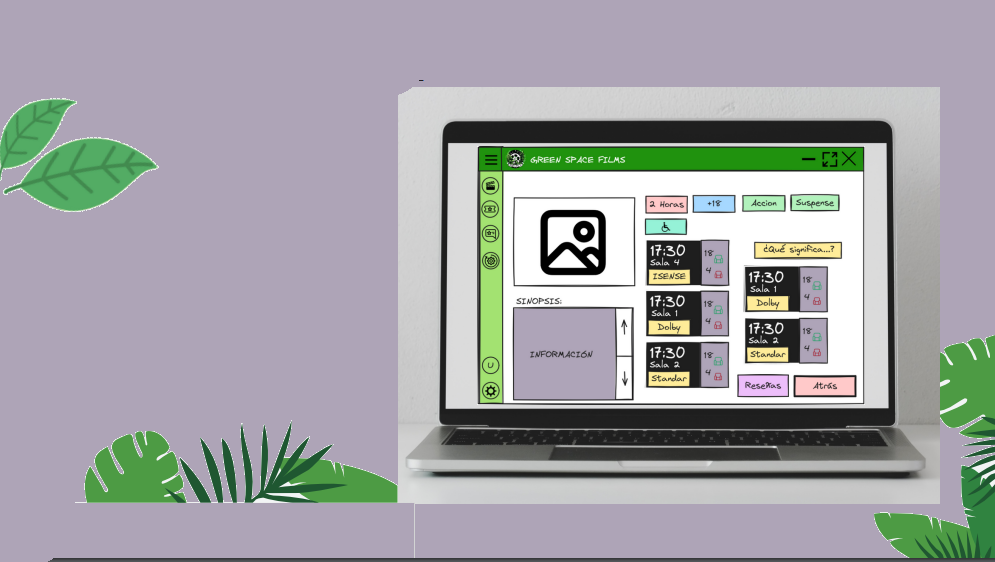 GREEN SPACE FILMS
2 Horas
+18
Accion
Suspense
¿Qué significa...?
17:30
Sala 4
ISENSE
18
4
17:30
Sala 1
Dolby
18
4
17:30
Sala 2
Standar
18
4
17:30
Sala 1
Dolby
18
4
17:30
Sala 2
Standar
18
4
SINOPSIS:
INFORMACIÓN
U
Reseñas
Atrás